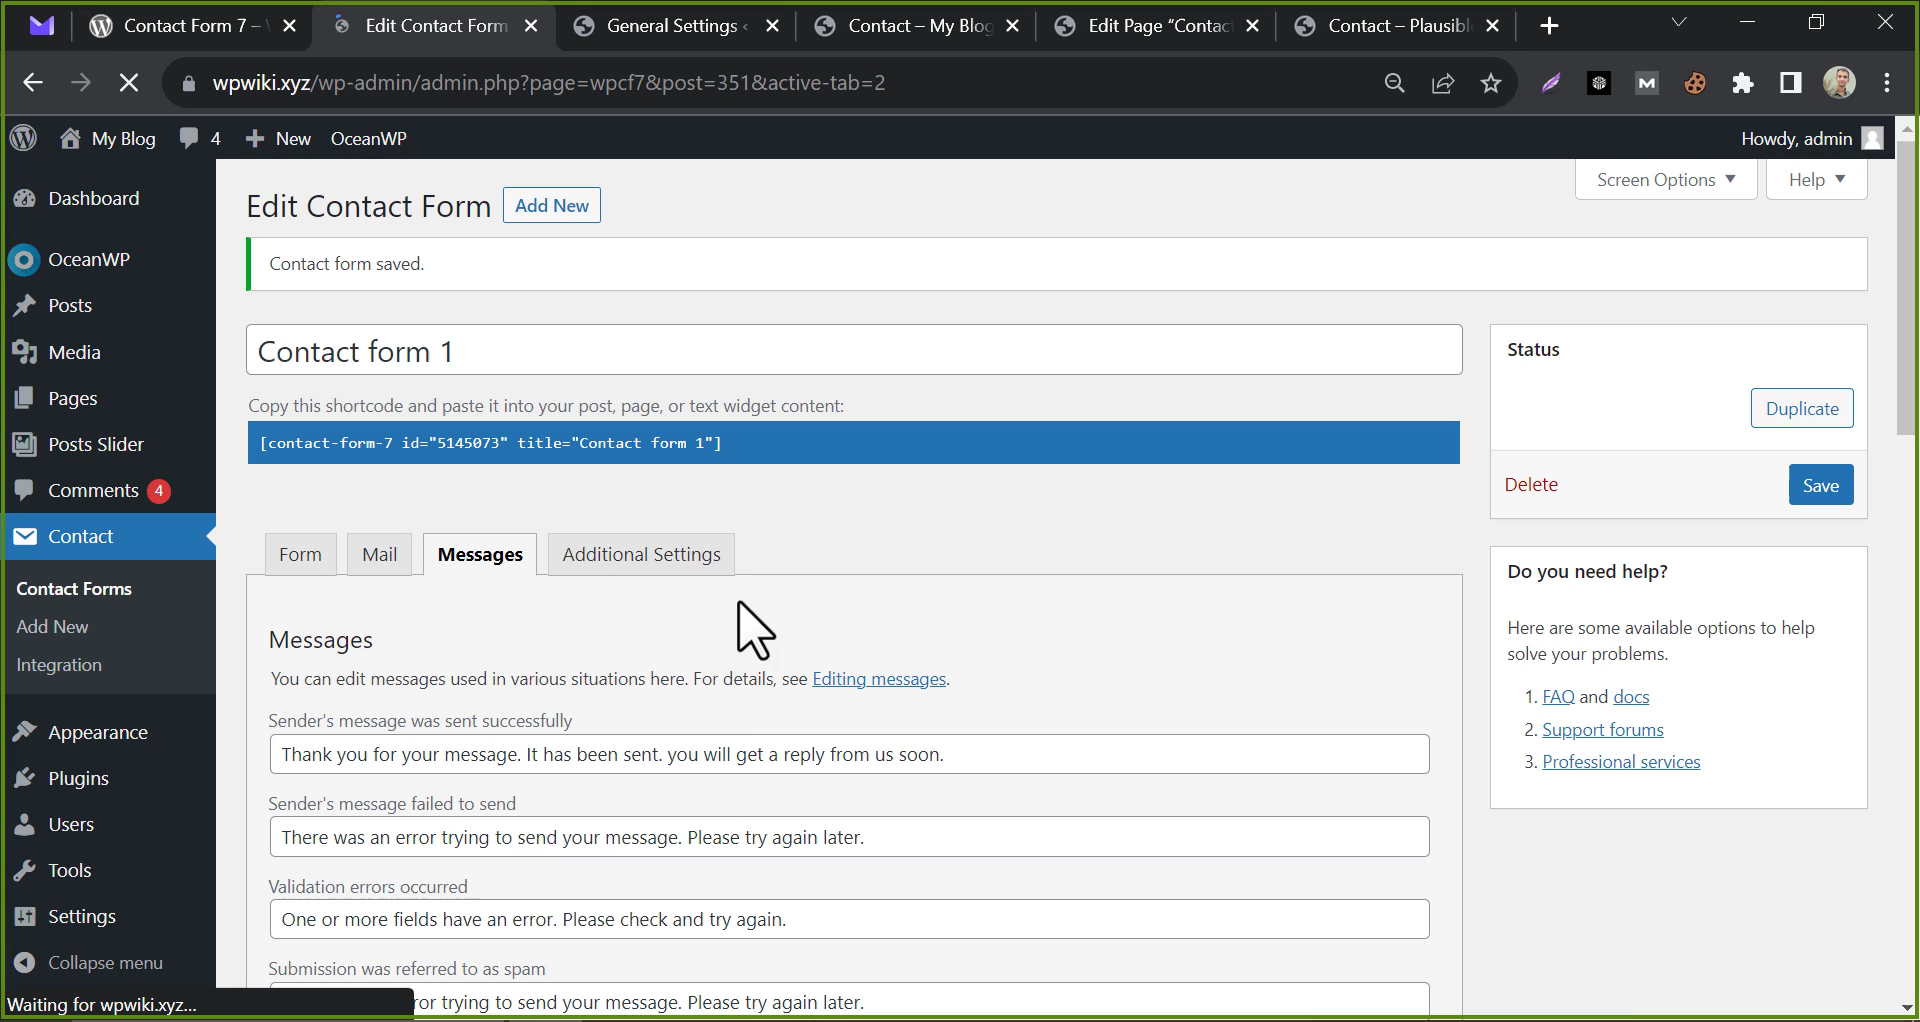 Contact Form 7 –
Edit Contact Form
General Settings ‹
Contact – My Blog
Edit Page “Contac
Contact – Plausibl
wpwiki.xyz/wp-admin/admin.php?page=wpcf7&post=351&active-tab=2
My Blog
4
New
OceanWP
Howdy, admin
Dashboard
OceanWP
Posts
Media
Pages
Posts Slider
Comments 4
Contact
Contact Forms
Add New
Integration
Appearance
Plugins
Users
Tools
Settings
Collapse menu
Waiting for wpwiki.xyz...
Screen Options
Help
Edit Contact Form
Add New
Contact form saved.
Contact form 1
Copy this shortcode and paste it into your post, page, or text widget content:
[contact-form-7 id="5145073" title="Contact form 1"]
Form
Mail
Messages
Additional Settings
Messages
You can edit messages used in various situations here. For details, see Editing messages.
Sender's message was sent successfully
Thank you for your message. It has been sent. you will get a reply from us soon.
Sender's message failed to send
There was an error trying to send your message. Please try again later.
Validation errors occurred
One or more fields have an error. Please check and try again.
Submission was referred to as spam
ror trying to send your message. Please try again later.
Status
Duplicate
Delete
Save
Do you need help?
Here are some available options to help
solve your problems.
1. FAQ and docs
2. Support forums
3. Professional services